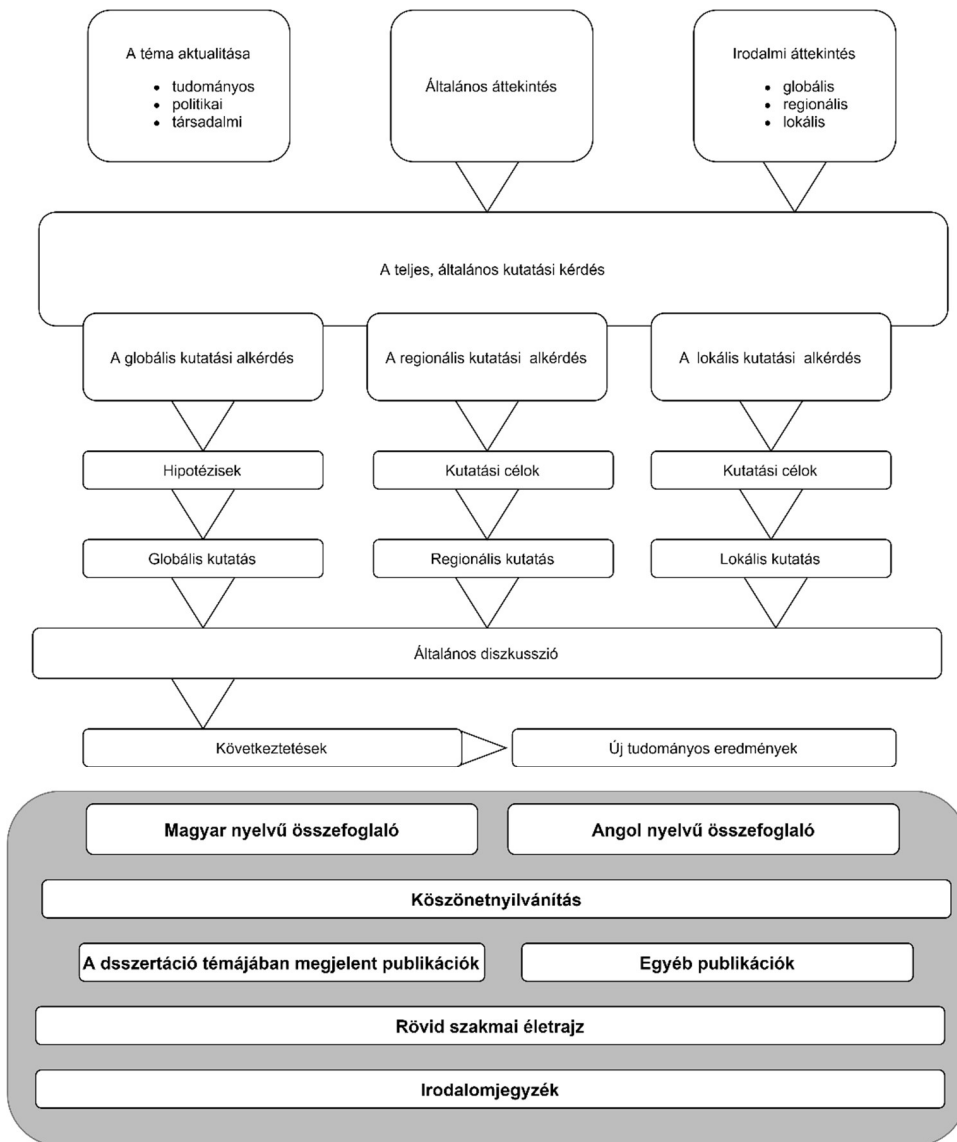 A téma aktualitása
• tudományos
• politikai
• társadalmi
Általános áttekintés
Irodalmi áttekintés
• globális
• regionális
• lokális
A teljes, általános kutatási kérdés
A globális kutatási alkérdés
A regionális kutatási alkérdés
A lokális kutatási alkérdés
Hipotézisek
Kutatási célok
Kutatási célok
Globális kutatás
Regionális kutatás
Lokális kutatás
Általános diszkusszió
Következtetések
Új tudományos eredmények
Magyar nyelvű összefoglaló
Angol nyelvű összefoglaló
Köszönetnyilvánítás
A dsszertáció témájában megjelent publikációk
Egyéb publikációk
Rövid szakmai életrajz
Irodalomjegyzék